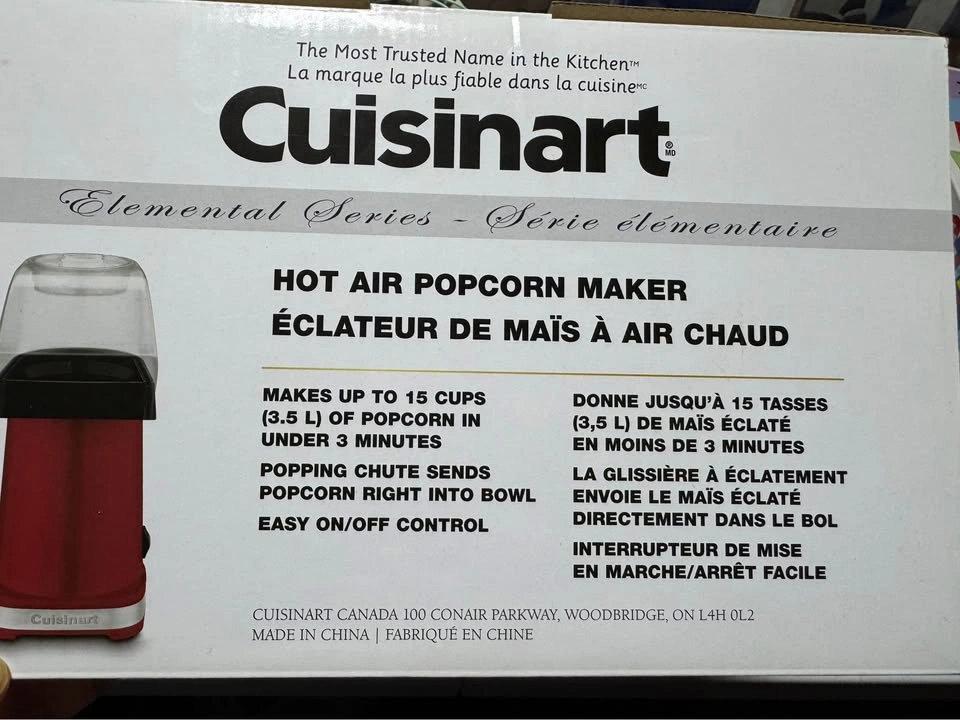 The Most Trusted Name in the Kitchen™
La marque la plus fiable dans la cuisineᴹᶜ
Cuisinart® MD
Elemental Series - Série élémentaire
HOT AIR POPCORN MAKER
ÉCLATEUR DE MAÏS À AIR CHAUD
MAKES UP TO 15 CUPS
(3.5 L) OF POPCORN IN
UNDER 3 MINUTES
POPPING CHUTE SENDS
POPCORN RIGHT INTO BOWL
EASY ON/OFF CONTROL
DONNE JUSQU'À 15 TASSES
(3,5 L) DE MAÏS ÉCLATÉ
EN MOINS DE 3 MINUTES
LA GLISSIÈRE À ÉCLATEMENT
ENVOIE LE MAÏS ÉCLATÉ
DIRECTEMENT DANS LE BOL
INTERRUPTEUR DE MISE
EN MARCHE/ARRÊT FACILE
Cuisinart
CUISINART CANADA 100 CONAIR PARKWAY, WOODBRIDGE, ON L4H 0L2
MADE IN CHINA | FABRIQUÉ EN CHINE